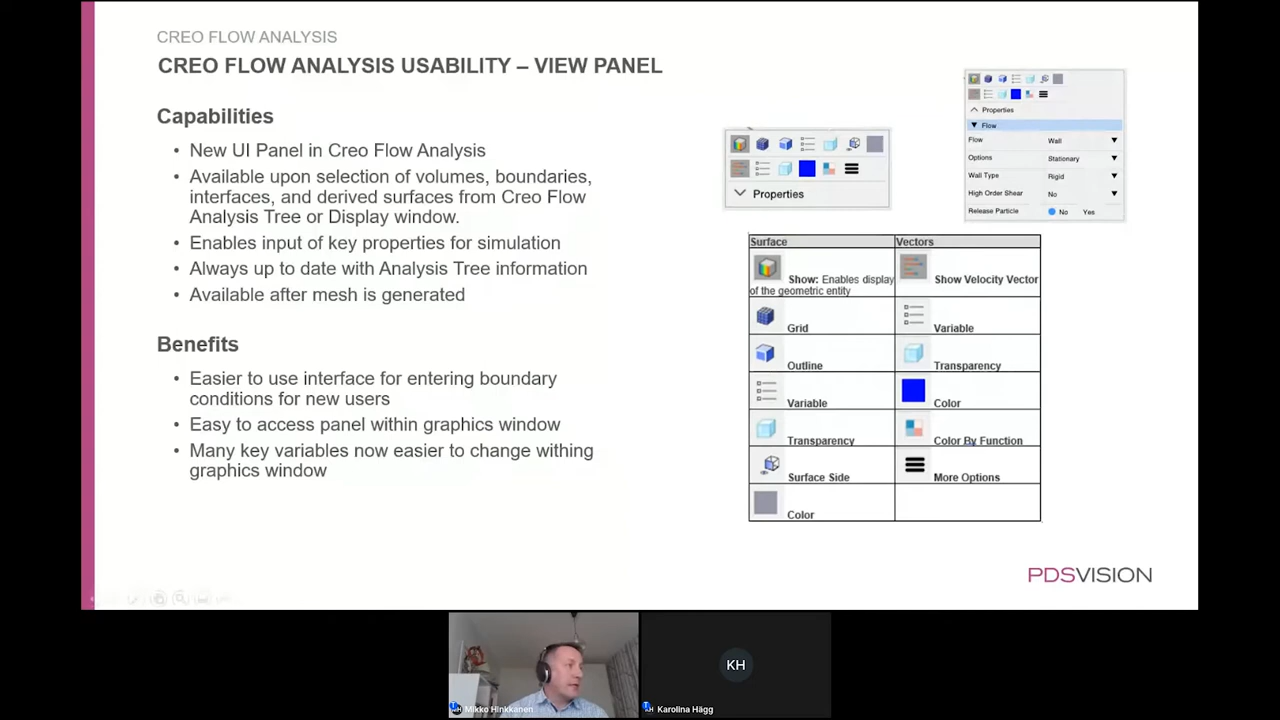 CREO FLOW ANALYSIS
CREO FLOW ANALYSIS USABILITY – VIEW PANEL
Capabilities
• New UI Panel in Creo Flow Analysis
• Available upon selection of volumes, boundaries,
interfaces, and derived surfaces from Creo Flow
Analysis Tree or Display window.
• Enables input of key properties for simulation
• Always up to date with Analysis Tree information
• Available after mesh is generated
Benefits
• Easier to use interface for entering boundary
conditions for new users
• Easy to access panel within graphics window
• Many key variables now easier to change withing
graphics window
Properties
Properties
Flow
Flow Wall
Options Stationary
Wall Type Rigid
High Order Shear No
Release Particle No Yes
Surface Vectors
Show: Enables display
of the geometric entity
Show Velocity Vector
Grid Variable
Outline Transparency
Variable Color
Transparency Color By Function
Surface Side More Options
Color
PDSVISION
KH
Mikko Hinkkanen
Karolina Hägg